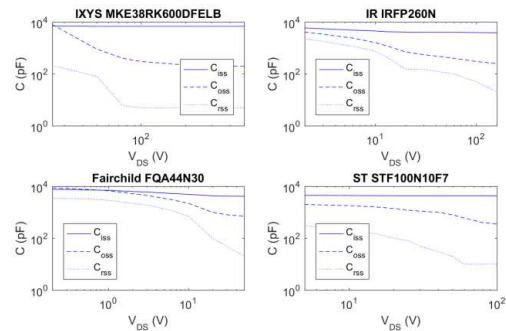 IXYS MKE38RK600DFELB
C (pF)
10^4
10^2
10^0
C_iss
C_oss
C_rss
10^2
V_DS (V)
IR IRFP260N
C (pF)
10^4
10^2
10^0
C_iss
C_oss
C_rss
10^1
10^2
V_DS (V)
Fairchild FQA44N30
C (pF)
10^4
10^2
10^0
C_iss
C_oss
C_rss
10^0
10^1
V_DS (V)
ST STF100N10F7
C (pF)
10^4
10^2
10^0
C_iss
C_oss
C_rss
10^1
10^2
V_DS (V)